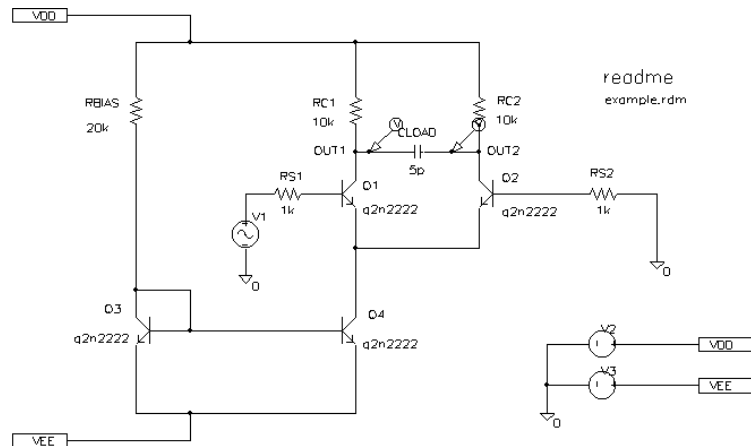 VDD
readme
example.rdm
RBIAS
20k
RC1
10k
RC2
10k
V
V
CLOAD
5p
OUT1
OUT2
RS1
1k
Q1
q2n2222
Q2
q2n2222
RS2
1k
V1
0
0
Q3
q2n2222
Q4
q2n2222
V2
VDD
V3
VEE
0
VEE